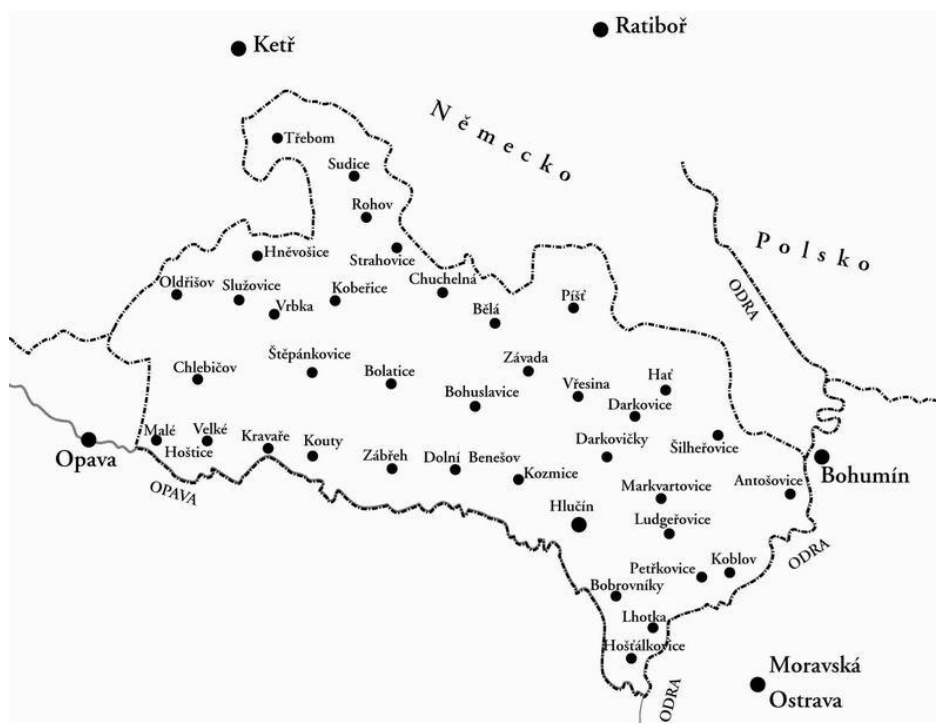 Ketř
Ratiboř
Německo
Třebom
Sudice
Rohov
Polsko
Hněvošice
Strahovice
Oldřišov
Služovice
Kobeřice
Chuchelná
ODRA
Vrbka
Bělá
Píšť
Štěpánkovice
Závada
Chlebičov
Bolatice
Bohuslavice
Vřesina
Hať
Darkovice
Malé
Velké
Hoštice
Kravaře
Kouty
Darkovičky
Šilheřovice
Opava
Zábřeh
Dolní Benešov
Bohumín
OPAVA
Kozmice
Markvartovice
Antošovice
Hlučín
Ludgeřovice
Petřkovice
Koblov
ODRA
Bobrovníky
Lhotka
Hošťálkovice
Moravská
Ostrava
ODRA